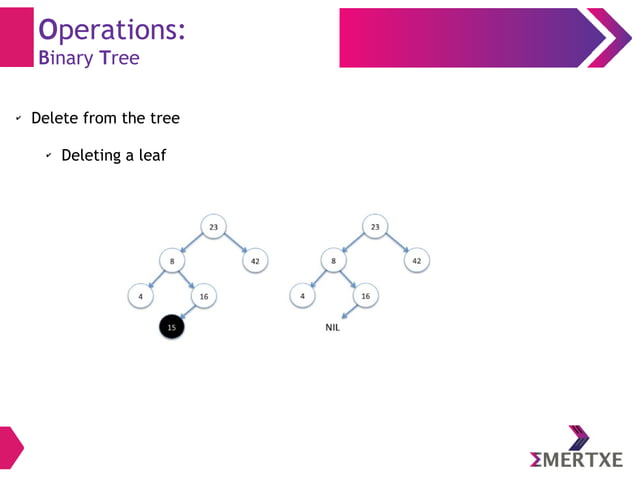 Operations:
Binary Tree
✔ Delete from the tree
✔ Deleting a leaf
23 23
8 42 8 42
4 16 4 16
15 NIL
EMERTXE